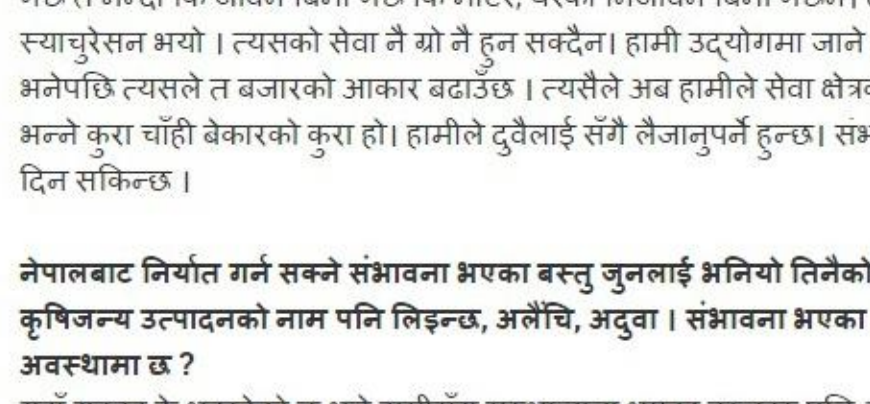 स्याचुरेसन भयो । त्यसको सेवा नै ग्रो नै हुन सक्दैन। हामी उद्योगमा जाने
भनेपछि त्यसले त बजारको आकार बढाउँछ । त्यसैले अब हामीले सेवा
भन्ने कुरा चाँही बेकारको कुरा हो। हामीले दुवैलाई सँगै लैजानुपर्ने हुन्छ।
दिन सकिन्छ ।
नेपालबाट निर्यात गर्न सक्ने संभावना भएका बस्तु जुनलाई भनियो तिनैको
कृषिजन्य उत्पादनको नाम पनि लिइन्छ, अलैंचि, अदुवा । संभावना भएका
अवस्थामा छ ?